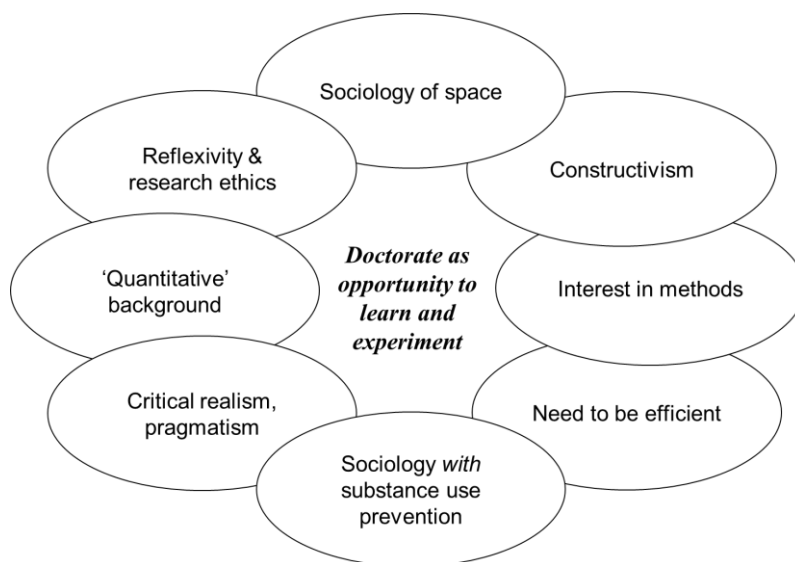 Sociology of space
Reflexivity &
research ethics
Constructivism
‘Quantitative’
background
Doctorate as
opportunity to
learn and
experiment
Interest in methods
Critical realism,
pragmatism
Need to be efficient
Sociology with
substance use
prevention